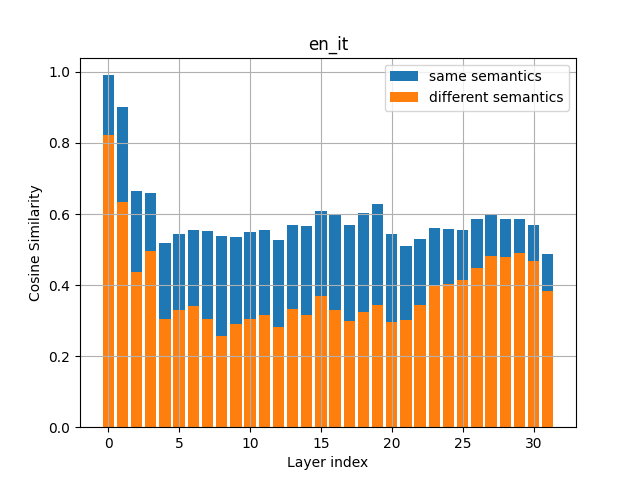 en_it
same semantics
different semantics
Cosine Similarity
1.0
0.8
0.6
0.4
0.2
0.0
0 5 10 15 20 25 30
Layer index